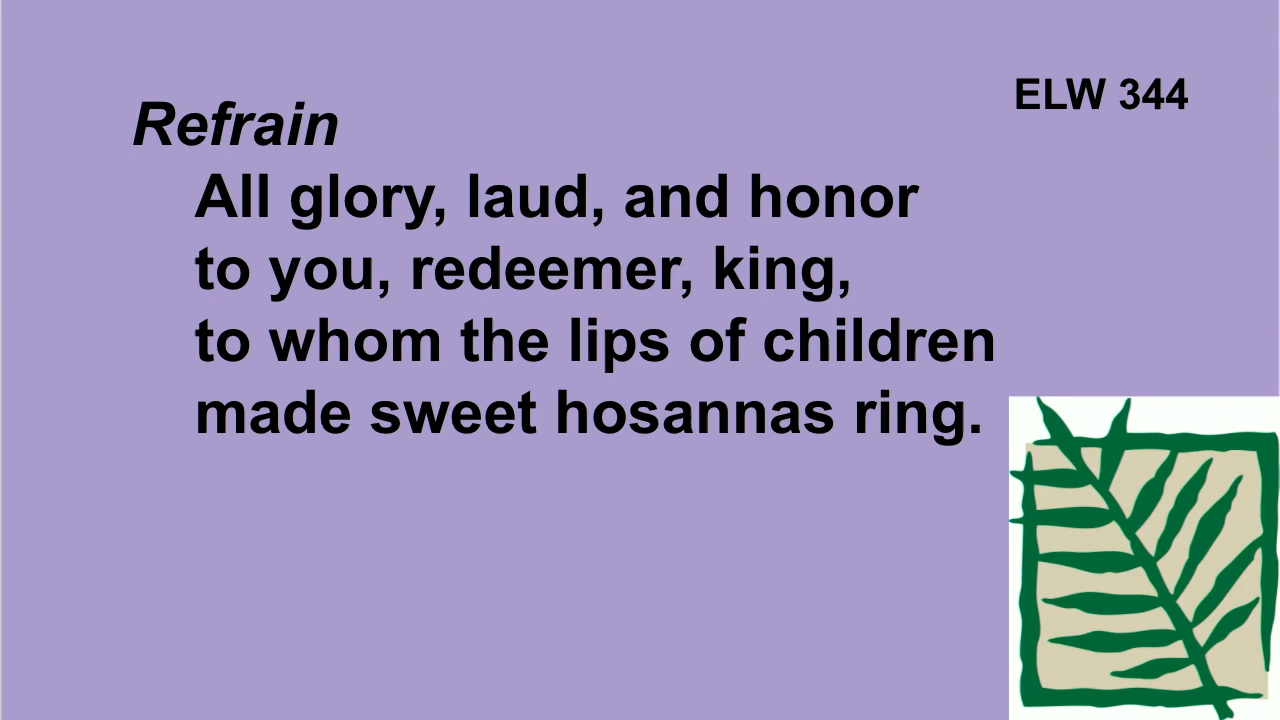 ELW 344
Refrain
All glory, laud, and honor
to you, redeemer, king,
to whom the lips of children
made sweet hosannas ring.